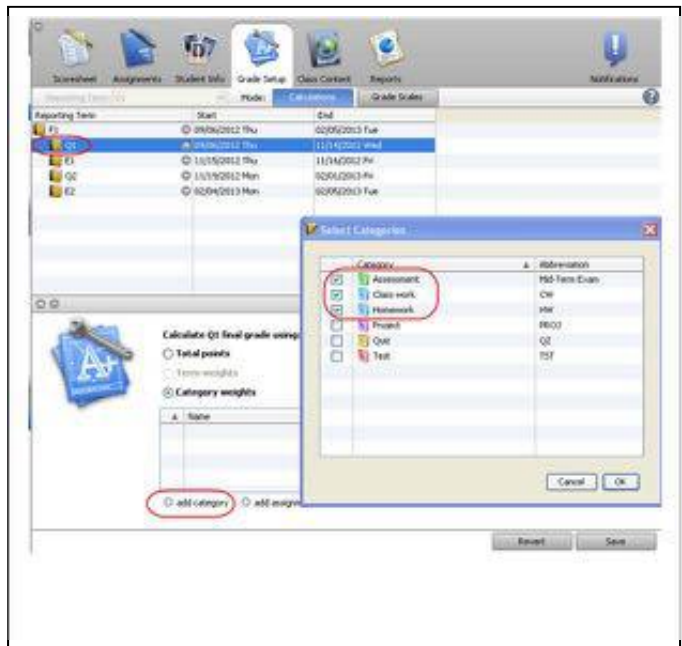 Scoresheet Assignments Student Info Grade Setup Class Content Reports Notifications
Mode: Calculations Grade Scales
Reporting Term Start End
F1 09/06/2012 Thu 02/05/2013 Tue
Q1 09/06/2012 Thu 11/14/2012 Wed
E1 11/15/2012 Thu 11/16/2012 Fri
Q2 11/19/2012 Mon 02/01/2013 Fri
E2 02/04/2013 Mon 02/05/2013 Tue
Select Categories
Category Abbreviation
Assessment Mid-Term Exam
Class work CW
Homework HW
Project PROJ
Quiz QZ
Test TST
Cancel OK
Calculate Q1 final grade using:
Total points
Term weights
Category weights
Name
add category add assignm
Revert Save